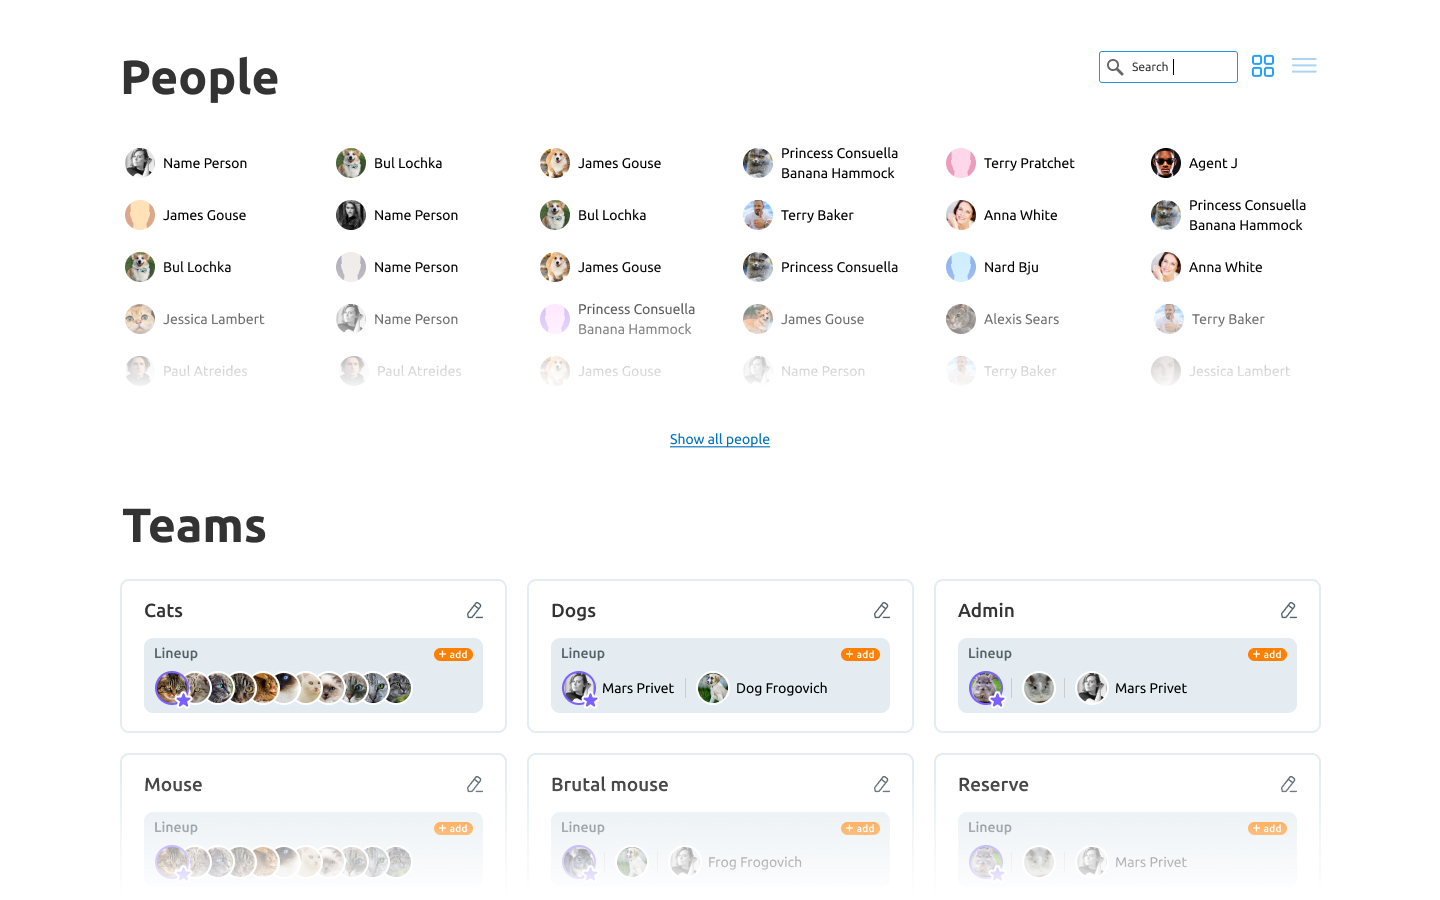 People
Search
Name Person
Bul Lochka
James Gouse
Princess Consuella
Banana Hammock
Terry Pratchet
Agent J
James Gouse
Name Person
Bul Lochka
Terry Baker
Anna White
Princess Consuella
Banana Hammock
Bul Lochka
Name Person
James Gouse
Princess Consuella
Nard Bju
Anna White
Jessica Lambert
Name Person
Princess Consuella
Banana Hammock
James Gouse
Alexis Sears
Terry Baker
Paul Atreides
Paul Atreides
James Gouse
Name Person
Terry Baker
Jessica Lambert
Show all people
Teams
Cats
Lineup
+ add
Dogs
Lineup
+ add
Mars Privet
Dog Frogovich
Admin
Lineup
+ add
Mars Privet
Mouse
Lineup
+ add
Brutal mouse
Lineup
+ add
Frog Frogovich
Reserve
Lineup
+ add
Mars Privet